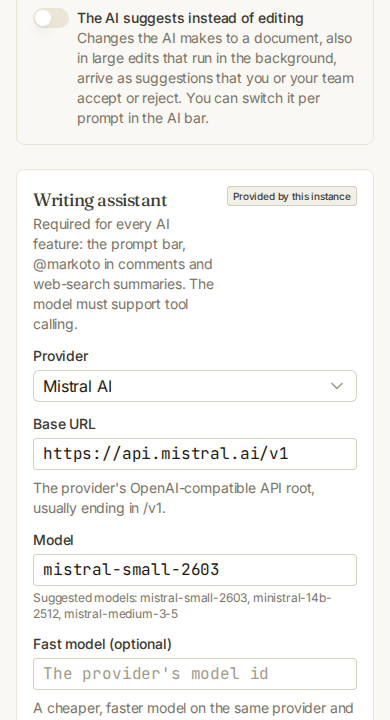 The AI suggests instead of editing
Changes the AI makes to a document, also
in large edits that run in the background,
arrive as suggestions that you or your team
accept or reject. You can switch it per
prompt in the AI bar.
Writing assistant
Provided by this instance
Required for every AI
feature: the prompt bar,
@markoto in comments and
web-search summaries. The
model must support tool
calling.
Provider
Mistral AI
Base URL
https://api.mistral.ai/v1
The provider's OpenAI-compatible API root,
usually ending in /v1.
Model
mistral-small-2603
Suggested models: mistral-small-2603, ministral-14b-
2512, mistral-medium-3-5
Fast model (optional)
The provider's model id
A cheaper, faster model on the same provider and